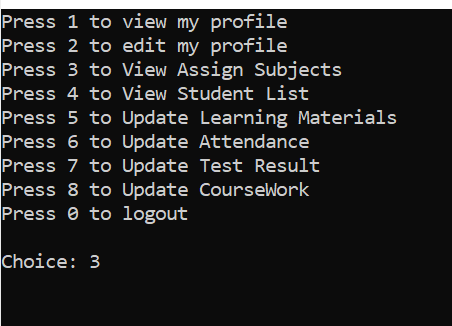 Press 1 to view my profile
Press 2 to edit my profile
Press 3 to View Assign Subjects
Press 4 to View Student List
Press 5 to Update Learning Materials
Press 6 to Update Attendance
Press 7 to Update Test Result
Press 8 to Update CourseWork
Press 0 to logout
Choice: 3